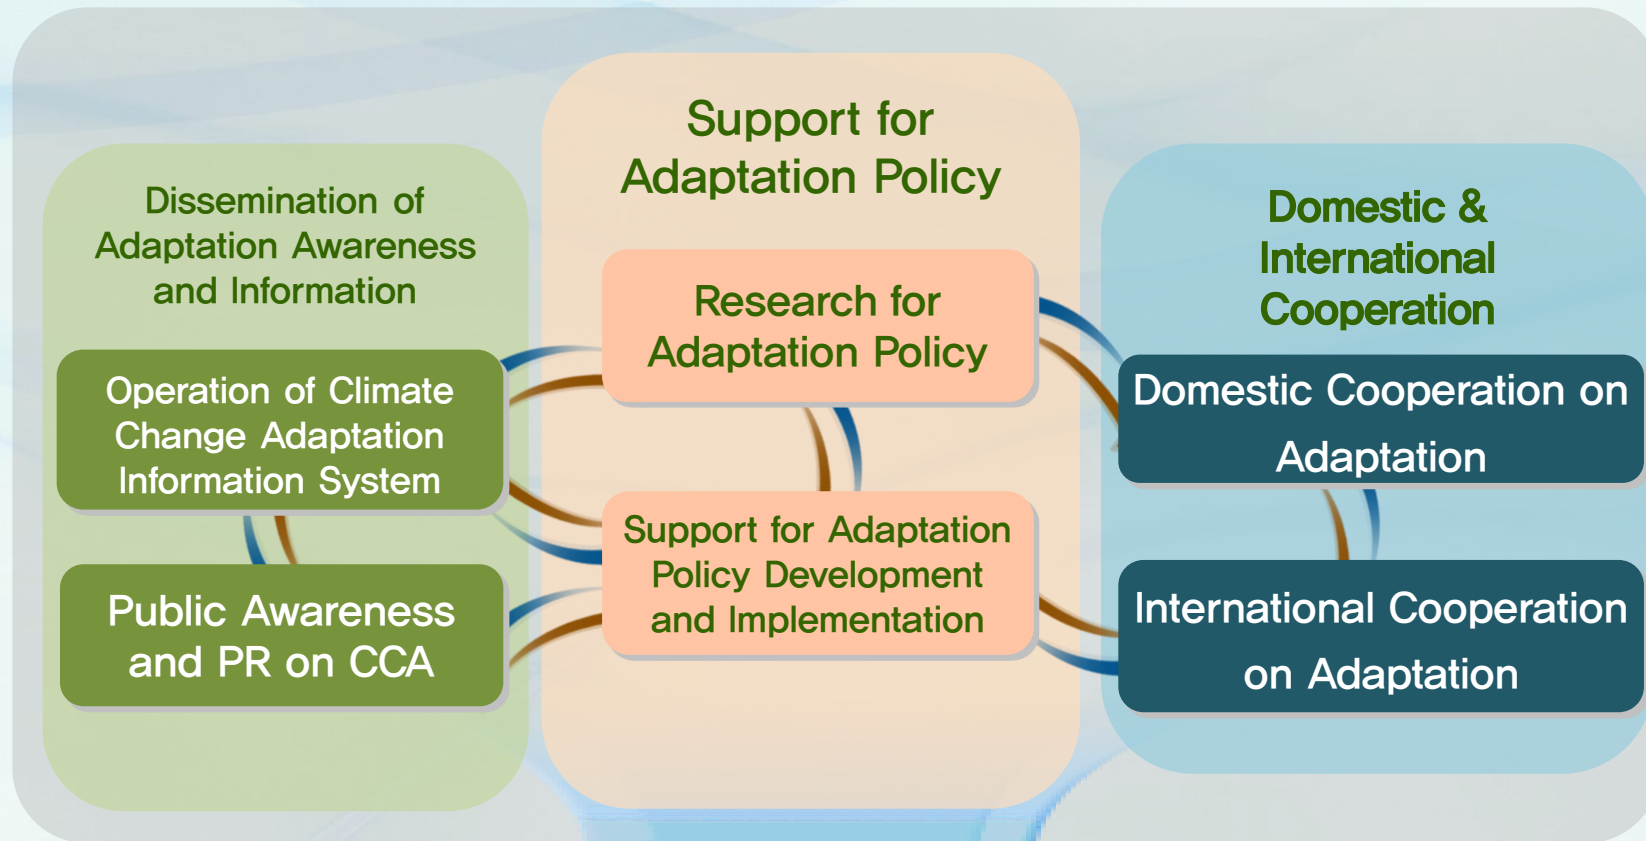 Dissemination of
Adaptation Awareness
and Information
Operation of Climate
Change Adaptation
Information System
Public Awareness
and PR on CCA
Support for
Adaptation Policy
Research for
Adaptation Policy
Support for Adaptation
Policy Development
and Implementation
Domestic &
International
Cooperation
Domestic Cooperation on
Adaptation
International Cooperation
on Adaptation